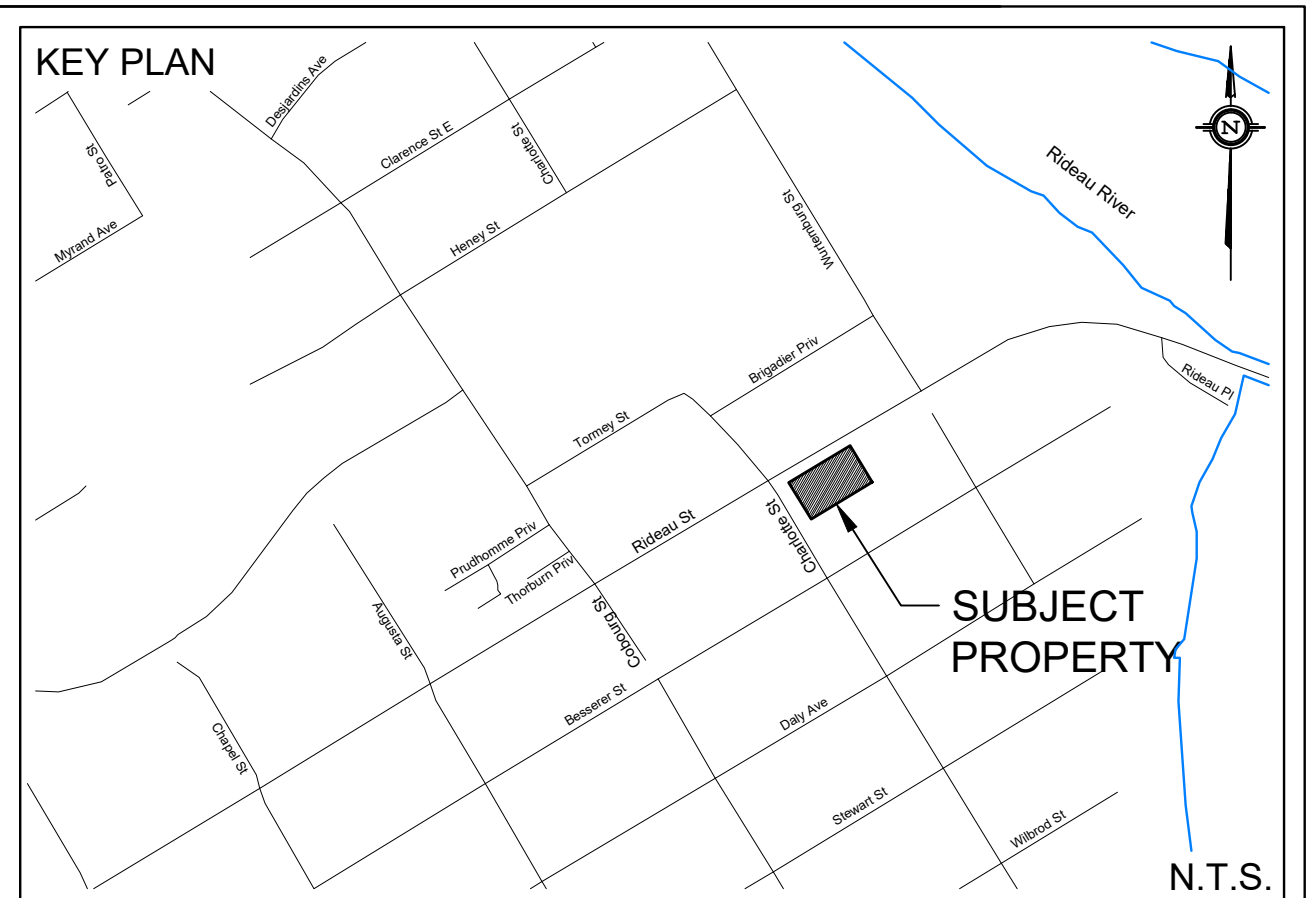 KEY PLAN
Desjardins Ave
Patro St
Clarence St E
Charlotte St
Rideau River
N
Myrand Ave
Heney St
Wurtemburg St
Brigadier Priv
Rideau Pl
Tormey St
Rideau St
Charlotte St
Prudhomme Priv
Thorburn Priv
Augusta St
Cobourg St
SUBJECT
PROPERTY
Besserer St
Daly Ave
Chapel St
Stewart St
Wilbrod St
N.T.S.